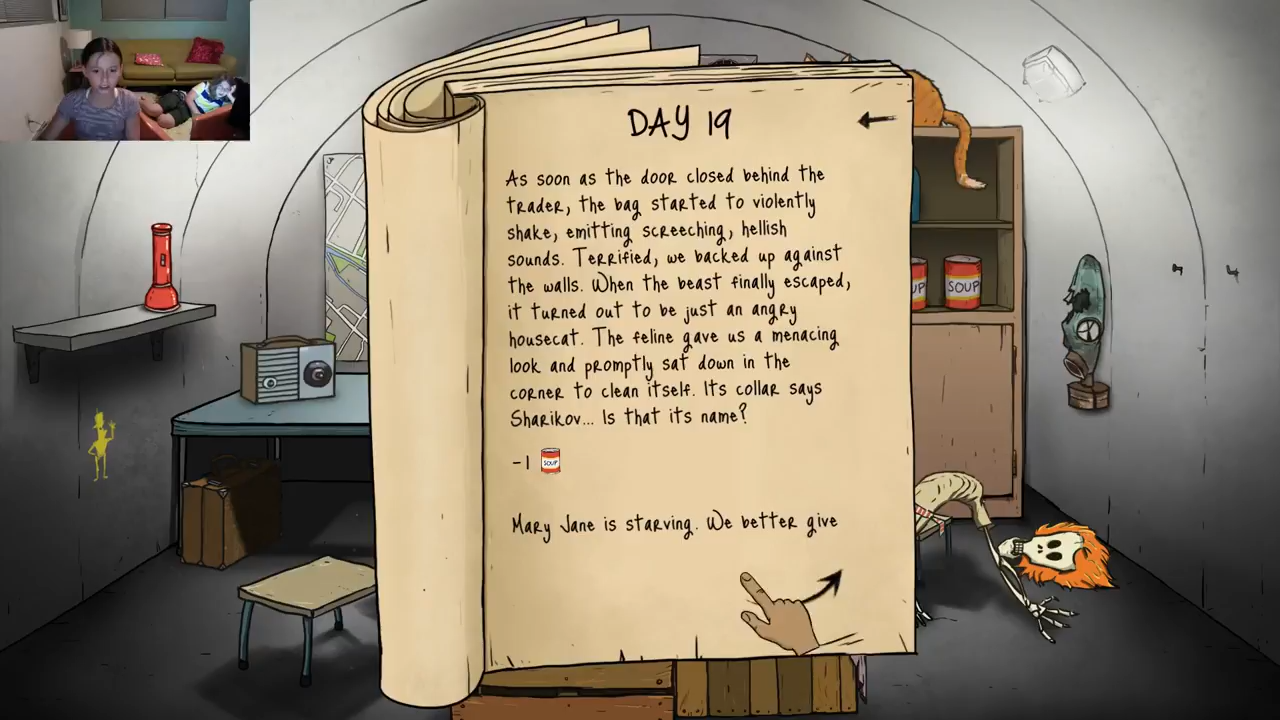 DAY 19
As soon as the door closed behind the
trader, the bag started to violently
shake, emitting screeching, hellish
sounds. Terrified, we backed up against
the walls. When the beast finally escaped,
it turned out to be just an angry
housecat. The feline gave us a menacing
look and promptly sat down in the
corner to clean itself. Its collar says
Sharikov... Is that its name?
-1 SOUP
Mary Jane is starving. We better give
UP SOUP